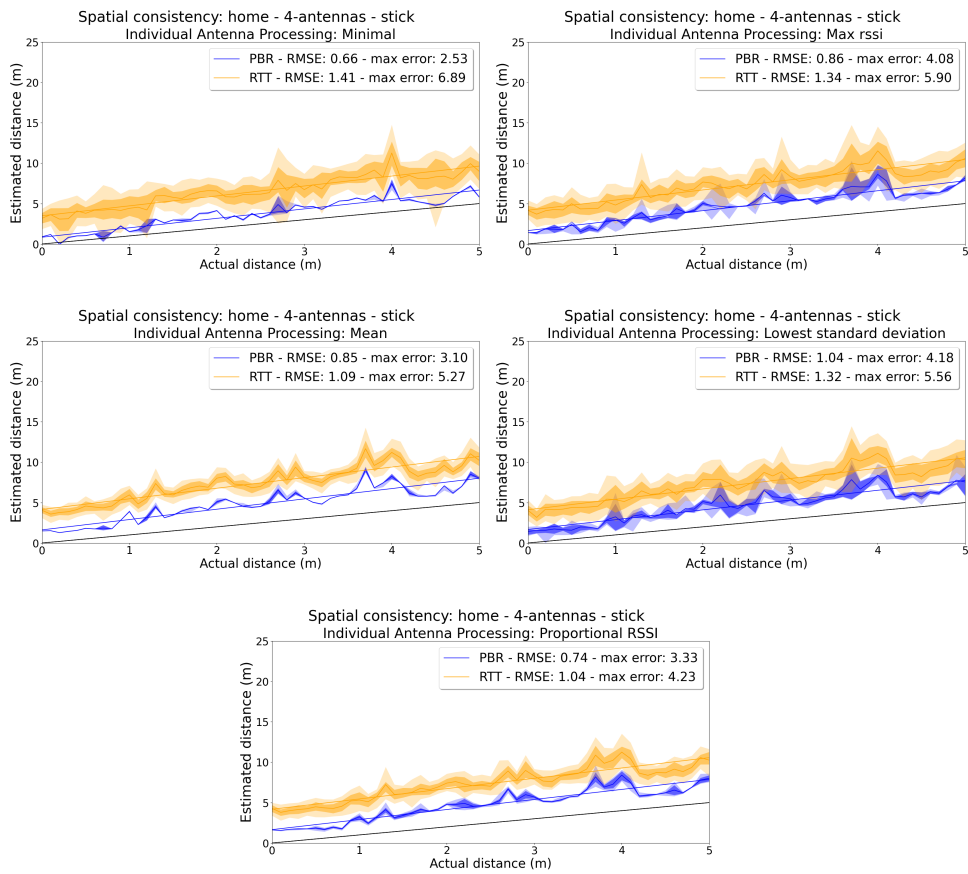 Spatial consistency: home - 4-antennas - stick
Individual Antenna Processing: Minimal
PBR - RMSE: 0.66 - max error: 2.53
RTT - RMSE: 1.41 - max error: 6.89
Estimated distance (m)
25
20
15
10
5
0
0 1 2 3 4 5
Actual distance (m)
Spatial consistency: home - 4-antennas - stick
Individual Antenna Processing: Max rssi
PBR - RMSE: 0.86 - max error: 4.08
RTT - RMSE: 1.34 - max error: 5.90
Estimated distance (m)
25
20
15
10
5
0
0 1 2 3 4 5
Actual distance (m)
Spatial consistency: home - 4-antennas - stick
Individual Antenna Processing: Mean
PBR - RMSE: 0.85 - max error: 3.10
RTT - RMSE: 1.09 - max error: 5.27
Estimated distance (m)
25
20
15
10
5
0
0 1 2 3 4 5
Actual distance (m)
Spatial consistency: home - 4-antennas - stick
Individual Antenna Processing: Lowest standard deviation
PBR - RMSE: 1.04 - max error: 4.18
RTT - RMSE: 1.32 - max error: 5.56
Estimated distance (m)
25
20
15
10
5
0
0 1 2 3 4 5
Actual distance (m)
Spatial consistency: home - 4-antennas - stick
Individual Antenna Processing: Proportional RSSI
PBR - RMSE: 0.74 - max error: 3.33
RTT - RMSE: 1.04 - max error: 4.23
Estimated distance (m)
25
20
15
10
5
0
0 1 2 3 4 5
Actual distance (m)